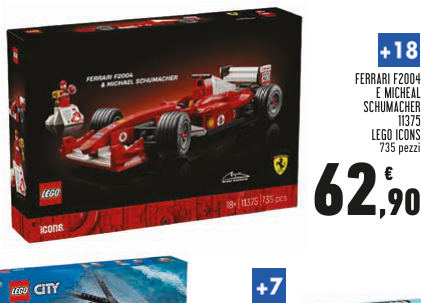 FERRARI F2004
& MICHAEL SCHUMACHER
LEGO
18+ 11375 735 pcs
ICONS
+18
FERRARI F2004
E MICHEAL
SCHUMACHER
11375
LEGO ICONS
735 pezzi
€
62,90
LEGO CITY
+7